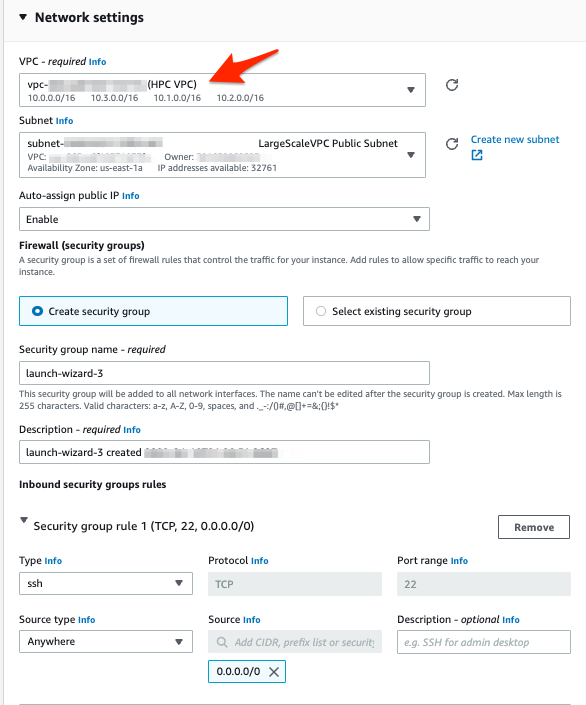 Network settings
VPC - required Info
vpc- (HPC VPC)
10.0.0.0/16 10.3.0.0/16 10.1.0.0/16 10.2.0.0/16
Subnet Info
subnet- LargeScaleVPC Public Subnet
VPC: Owner:
Availability Zone: us-east-1a IP addresses available: 32761
Create new subnet
Auto-assign public IP Info
Enable
Firewall (security groups)
A security group is a set of firewall rules that control the traffic for your instance. Add rules to allow specific traffic to reach your
instance.
Create security group
Select existing security group
Security group name - required
launch-wizard-3
This security group will be added to all network interfaces. The name can't be edited after the security group is created. Max length is
255 characters. Valid characters: a-z, A-Z, 0-9, spaces, and ._-:/()#,@[]+=&;{}!$*
Description - required Info
launch-wizard-3 created
Inbound security groups rules
Security group rule 1 (TCP, 22, 0.0.0.0/0)
Remove
Type Info
Protocol Info
Port range Info
ssh
TCP
22
Source type Info
Source Info
Description - optional Info
Anywhere
Add CIDR, prefix list or security
e.g. SSH for admin desktop
0.0.0.0/0